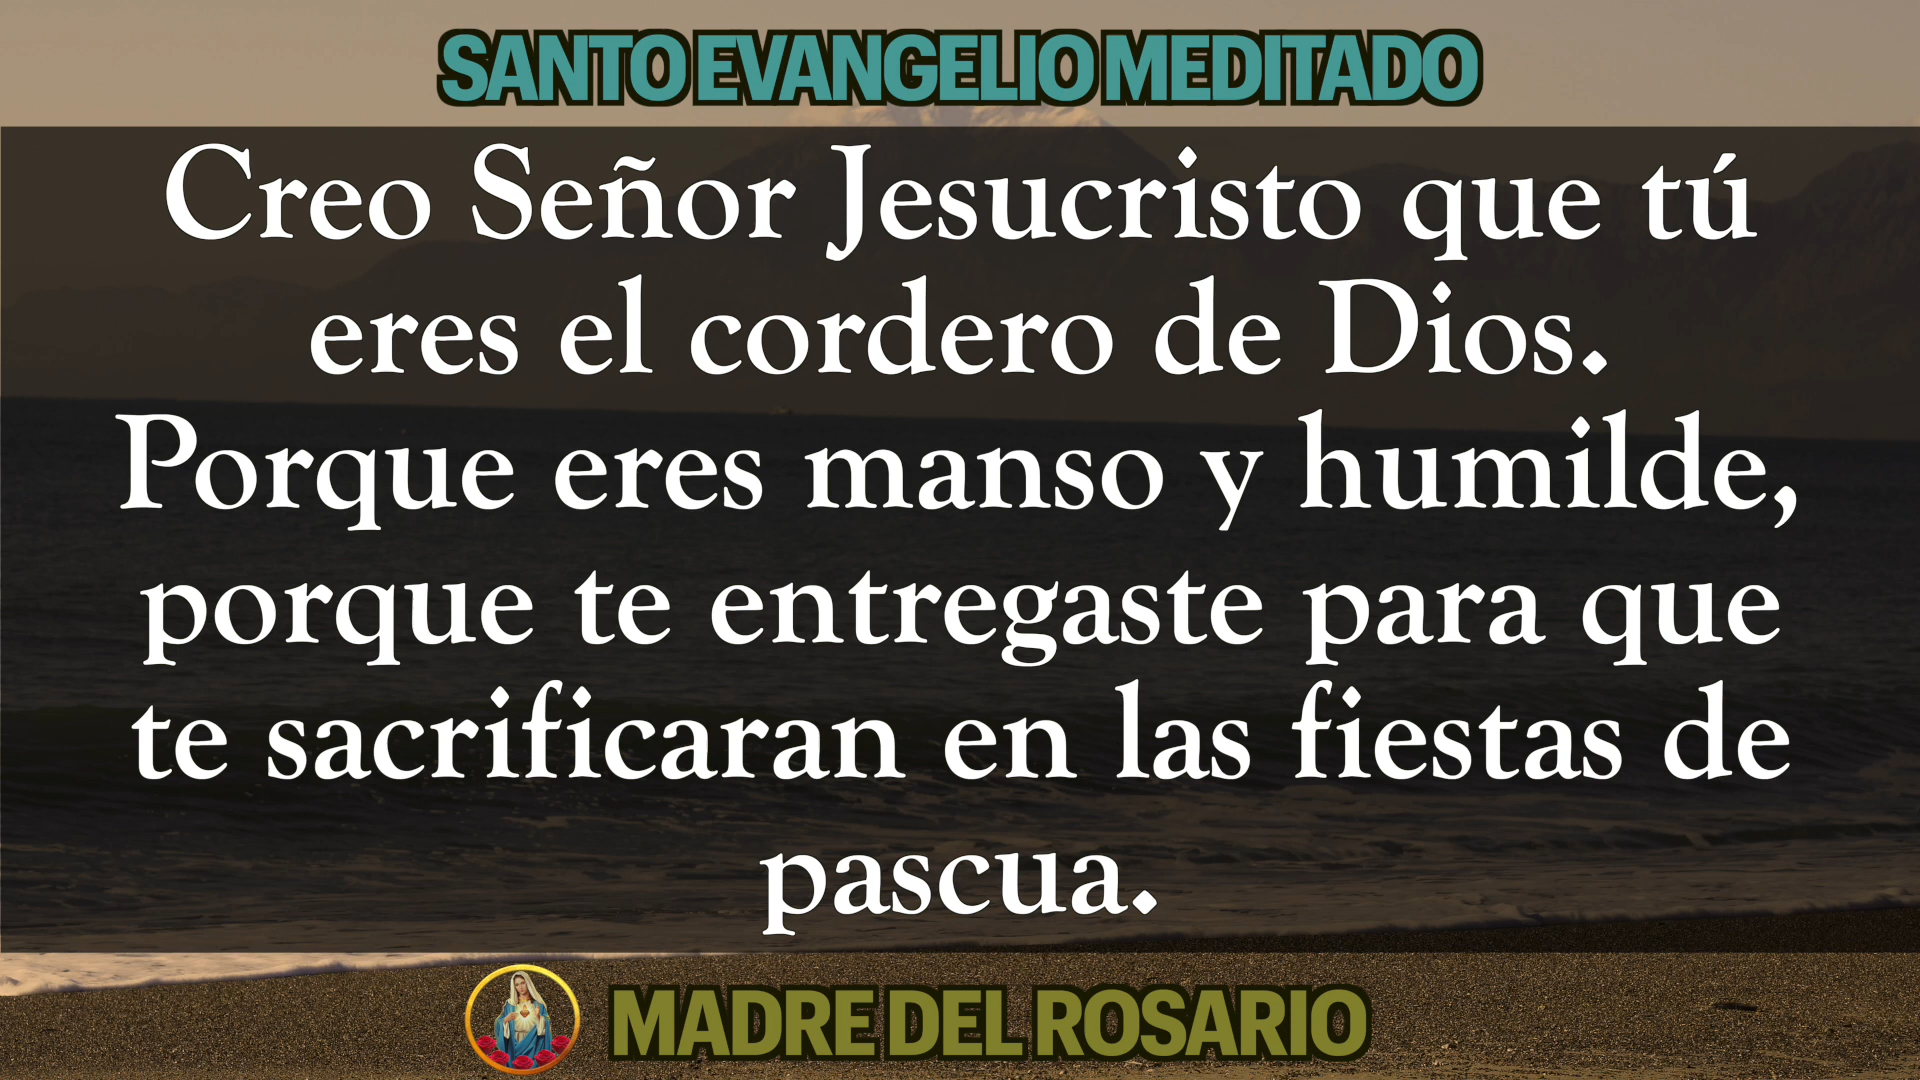 SANTO EVANGELIO MEDITADO
Creo Señor Jesucristo que tú
eres el cordero de Dios.
Porque eres manso y humilde,
porque te entregaste para que
te sacrificaran en las fiestas de
pascua.
MADRE DEL ROSARIO